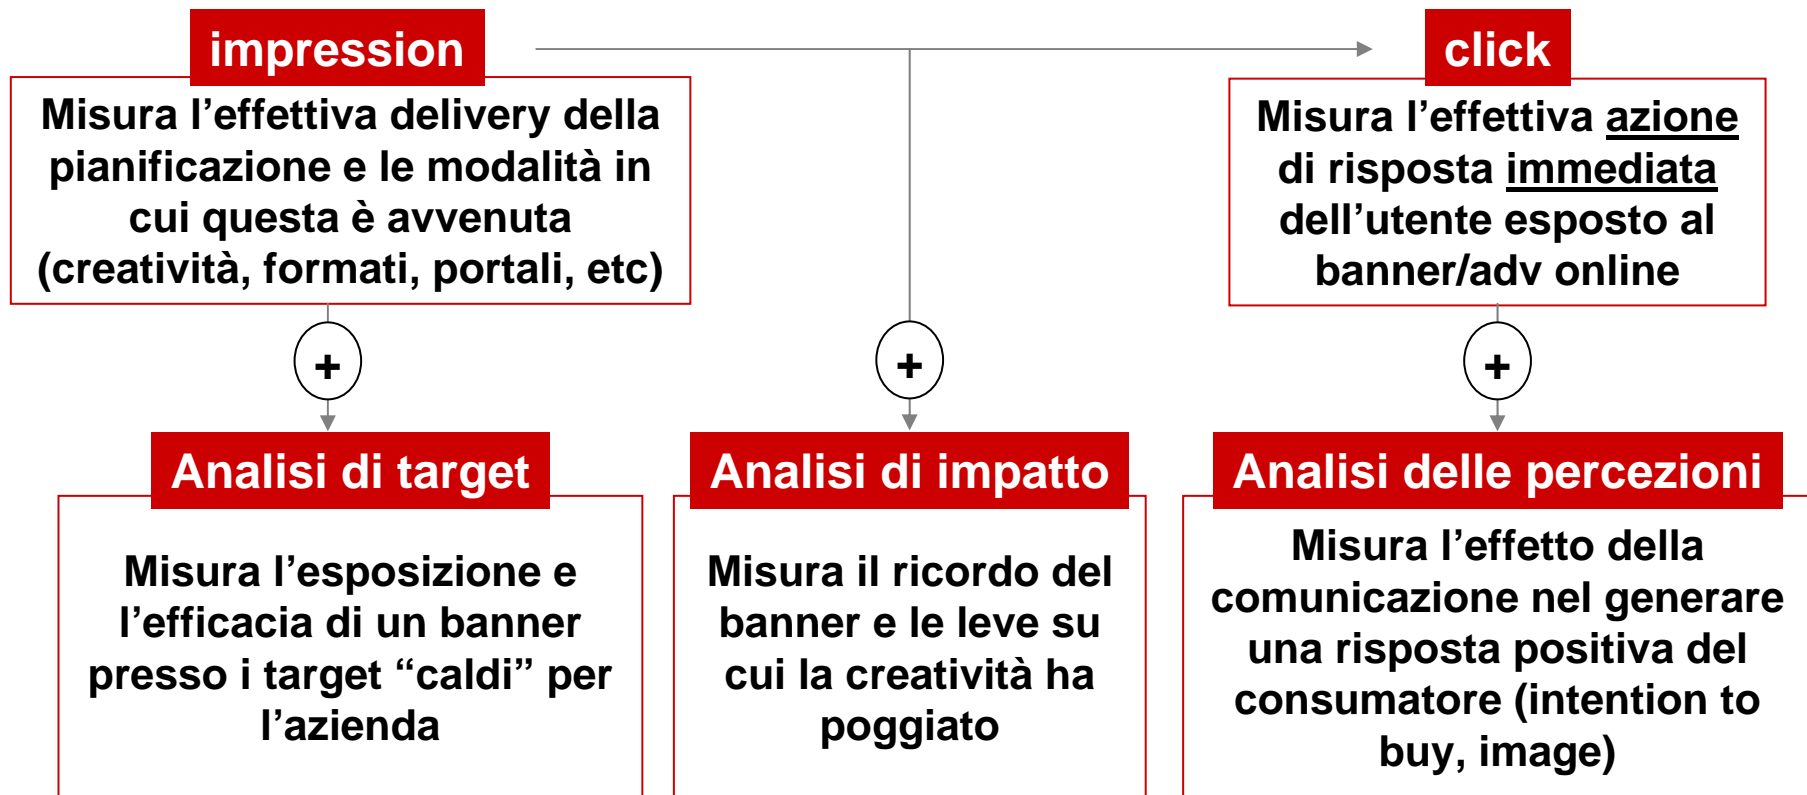 impression
Misura l’effettiva delivery della
pianificazione e le modalità in
cui questa è avvenuta
(creatività, formati, portali, etc)
click
Misura l’effettiva azione
di risposta immediata
dell’utente esposto al
banner/adv online
+
+
+
Analisi di target
Misura l’esposizione e
l’efficacia di un banner
presso i target “caldi” per
l’azienda
Analisi di impatto
Misura il ricordo del
banner e le leve su
cui la creatività ha
poggiato
Analisi delle percezioni
Misura l’effetto della
comunicazione nel generare
una risposta positiva del
consumatore (intention to
buy, image)